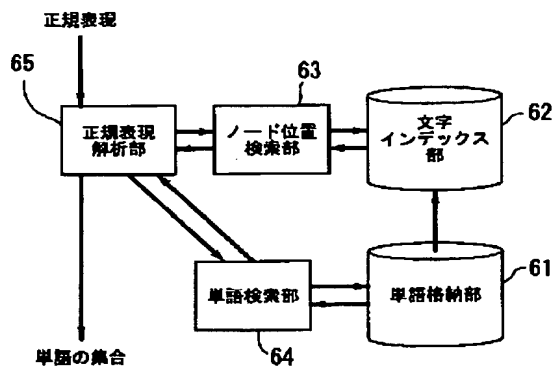 正規表現
65
正規表現
解析部
63
ノード位置
検索部
62
文字
インデックス
部
61
単語格納部
単語検索部
64
単語の集合